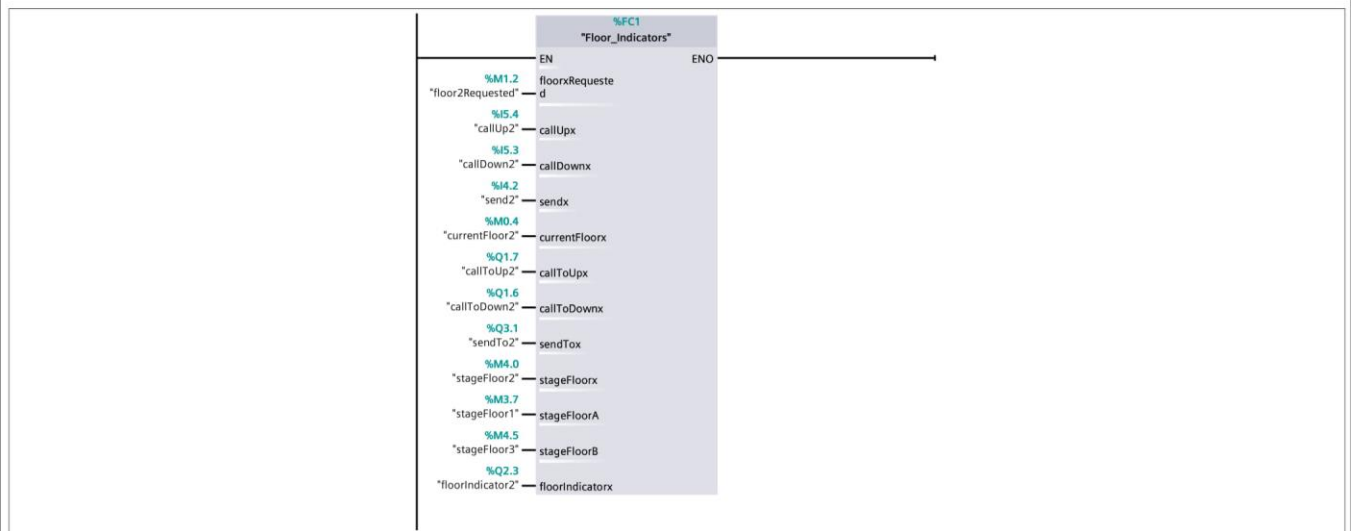 %FC1
"Floor_Indicators"
EN ENO
%M1.2
"floor2Requested" floorxRequeste
d
%I5.4
"callUp2" callUpx
%I5.3
"callDown2" callDownx
%I4.2
"send2" sendx
%M0.4
"currentFloor2" currentFloorx
%Q1.7
"callToUp2" callToUpx
%Q1.6
"callToDown2" callToDownx
%Q3.1
"sendTo2" sendTox
%M4.0
"stageFloor2" stageFloorx
%M3.7
"stageFloor1" stageFloorA
%M4.5
"stageFloor3" stageFloorB
%Q2.3
"floorIndicator2" floorIndicatorx